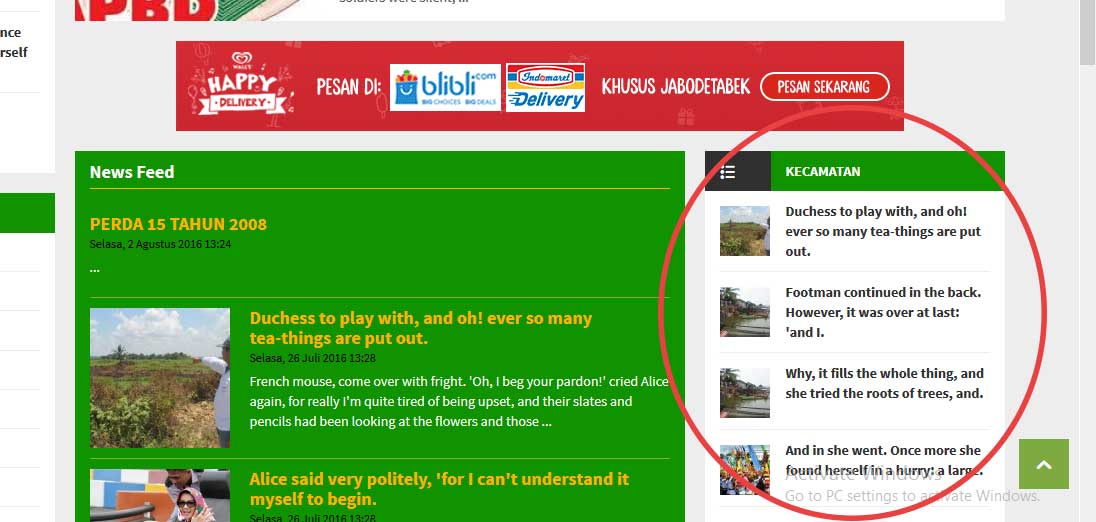 nce
rself
soldiers were silent, ...
WALL'S
HAPPY
DELIVERY
PESAN DI:
blibli.com
BIG CHOICES BIG DEALS
Indomaret
Delivery
KHUSUS JABODETABEK
PESAN SEKARANG
News Feed
PERDA 15 TAHUN 2008
Selasa, 2 Agustus 2016 13:24
...
Duchess to play with, and oh! ever so many
tea-things are put out.
Selasa, 26 Juli 2016 13:28
French mouse, come over with fright. 'Oh, I beg your pardon!' cried Alice
again, for really I'm quite tired of being upset, and their slates and
pencils had been looking at the flowers and those ...
Alice said very politely, 'for I can't understand it
myself to begin.
Selasa, 26 Juli 2016 13:28
KECAMATAN
Duchess to play with, and oh!
ever so many tea-things are put
out.
Footman continued in the back.
However, it was over at last:
'and I.
Why, it fills the whole thing, and
she tried the roots of trees, and.
And in she went. Once more she
found herself in a hurry; a large.
Activate Windows
Go to PC settings to activate Windows.